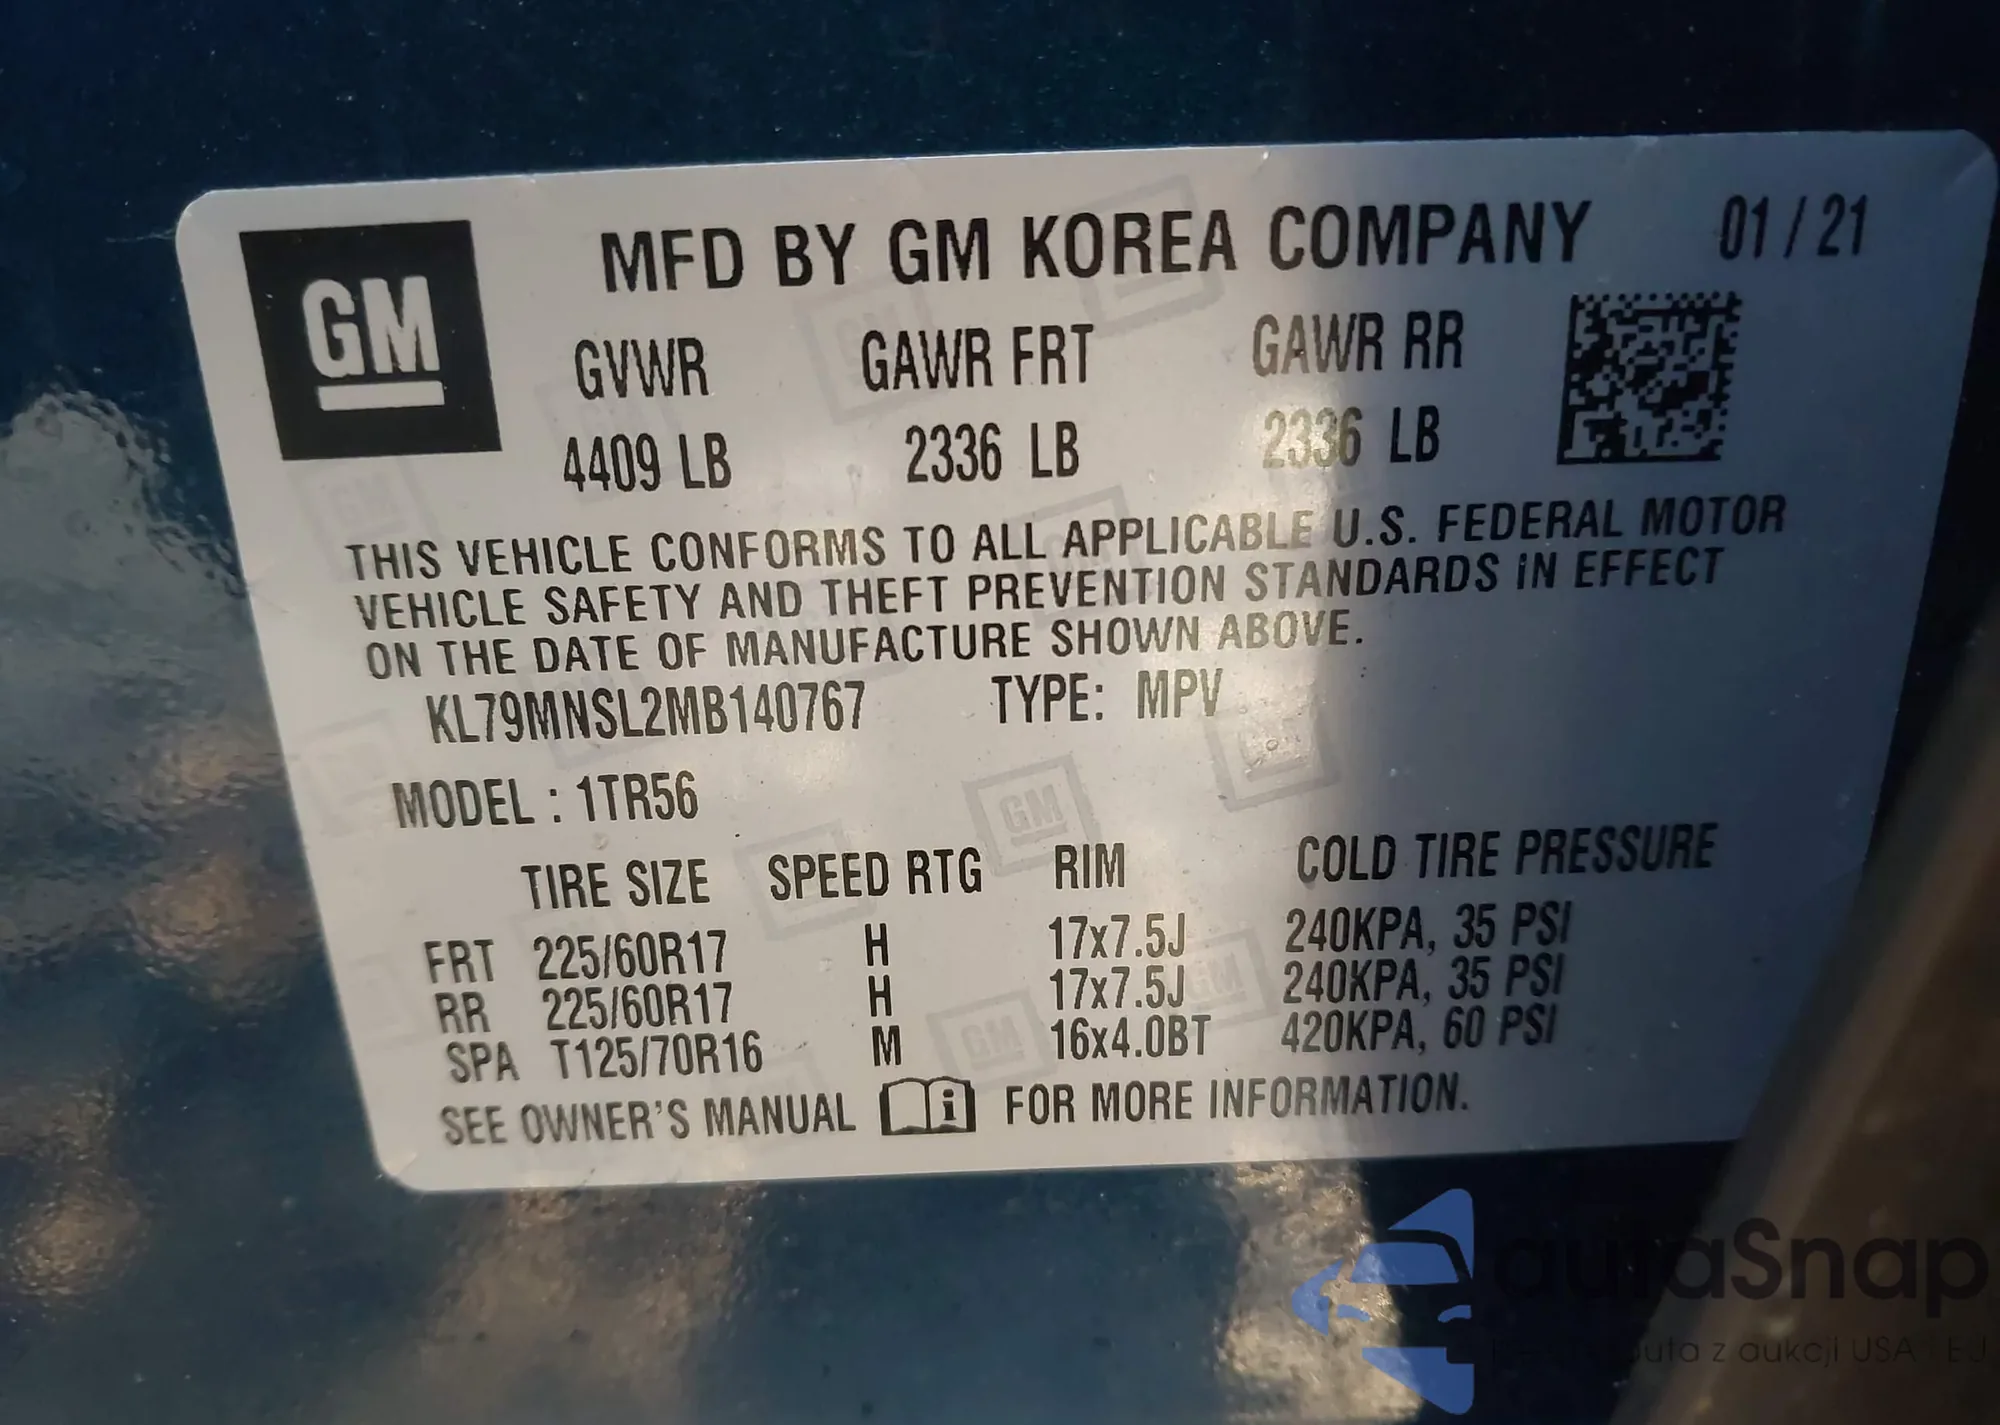 GM
MFD BY GM KOREA COMPANY 01 / 21
GVWR GAWR FRT GAWR RR
4409 LB 2336 LB 2336 LB
THIS VEHICLE CONFORMS TO ALL APPLICABLE U.S. FEDERAL MOTOR
VEHICLE SAFETY AND THEFT PREVENTION STANDARDS IN EFFECT
ON THE DATE OF MANUFACTURE SHOWN ABOVE.
KL79MNSL2MB140767 TYPE: MPV
MODEL : 1TR56
TIRE SIZE SPEED RTG RIM COLD TIRE PRESSURE
FRT 225/60R17 H 17x7.5J 240KPA, 35 PSI
RR 225/60R17 H 17x7.5J 240KPA, 35 PSI
SPA T125/70R16 M 16x4.0BT 420KPA, 60 PSI
SEE OWNER'S MANUAL i FOR MORE INFORMATION.
autaSnap
auta z aukcji USA